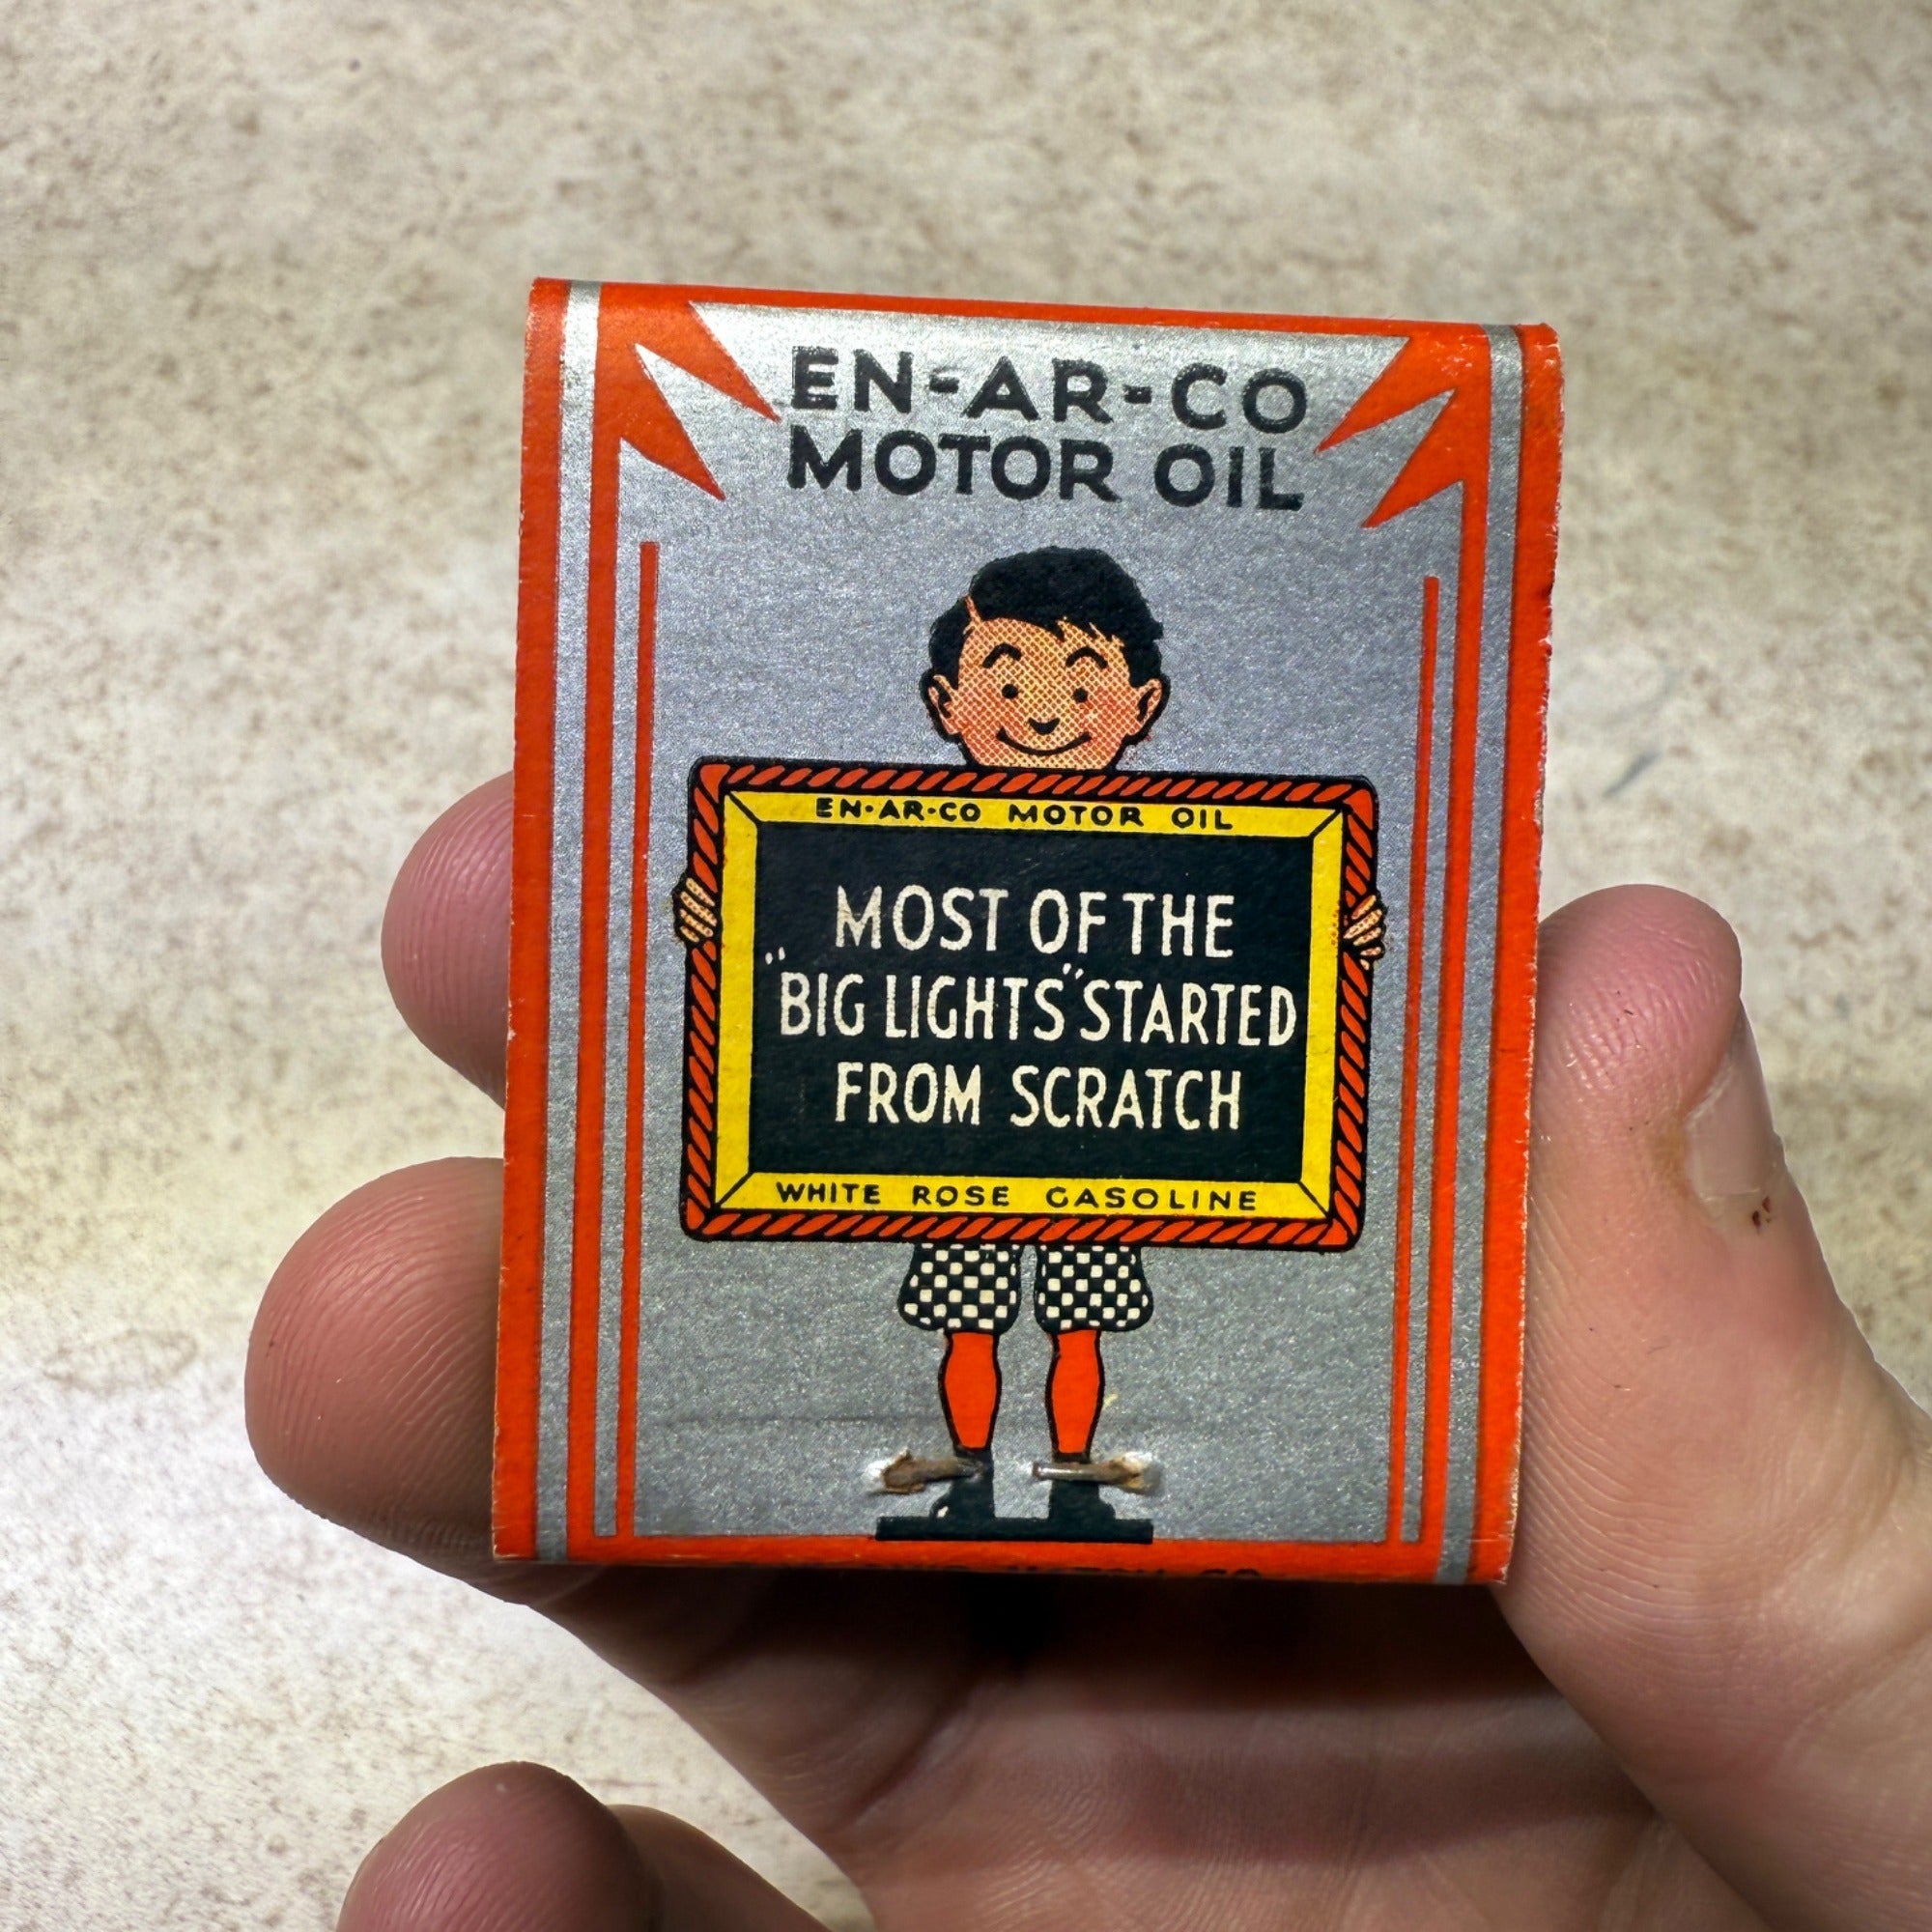 EN-AR-CO
MOTOR OIL
EN·AR·CO MOTOR OIL
MOST OF THE
"BIG LIGHTS" STARTED
FROM SCRATCH
WHITE ROSE GASOLINE